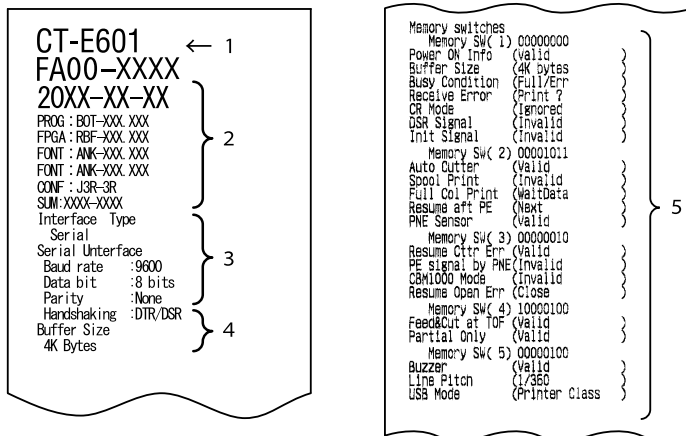 CT-E601
1
FA00-XXXX
20XX-XX-XX
PROG : BOT-XXX. XXX
FPGA : RBF-XXX. XXX
FONT : ANK-XXX. XXX
FONT : ANK-XXX. XXX
CONF : J3R-3R
SUM:XXXX-XXXX
2
Interface Type
Serial
Serial Unterface
Baud rate :9600
Data bit :8 bits
Parity :None
3
Handshaking :DTR/DSR
Buffer Size
4K Bytes
4
Memory switches
Memory SW( 1) 00000000
Power ON Info (Valid )
Buffer Size (4K bytes )
Busy Condition (Full/Err )
Receive Error (Print ? )
CR Mode (Ignored )
DSR Signal (Invalid )
Init Signal (Invalid )
Memory SW( 2) 00001011
Auto Cutter (Valid )
Spool Print (Invalid )
Full Col Print (WaitData )
Resume aft PE (Next )
PNE Sensor (Valid )
Memory SW( 3) 00000010
Resume Cttr Err (Valid )
PE signal by PNE(Invalid )
CBM1000 Mode (Invalid )
Resume Open Err (Close )
Memory SW( 4) 10000100
Feed&Cut at TOF (Valid )
Partial Only (Valid )
Memory SW( 5) 00000100
Buzzer (Valid )
Line Pitch (1/360 )
USB Mode (Printer Class )
5